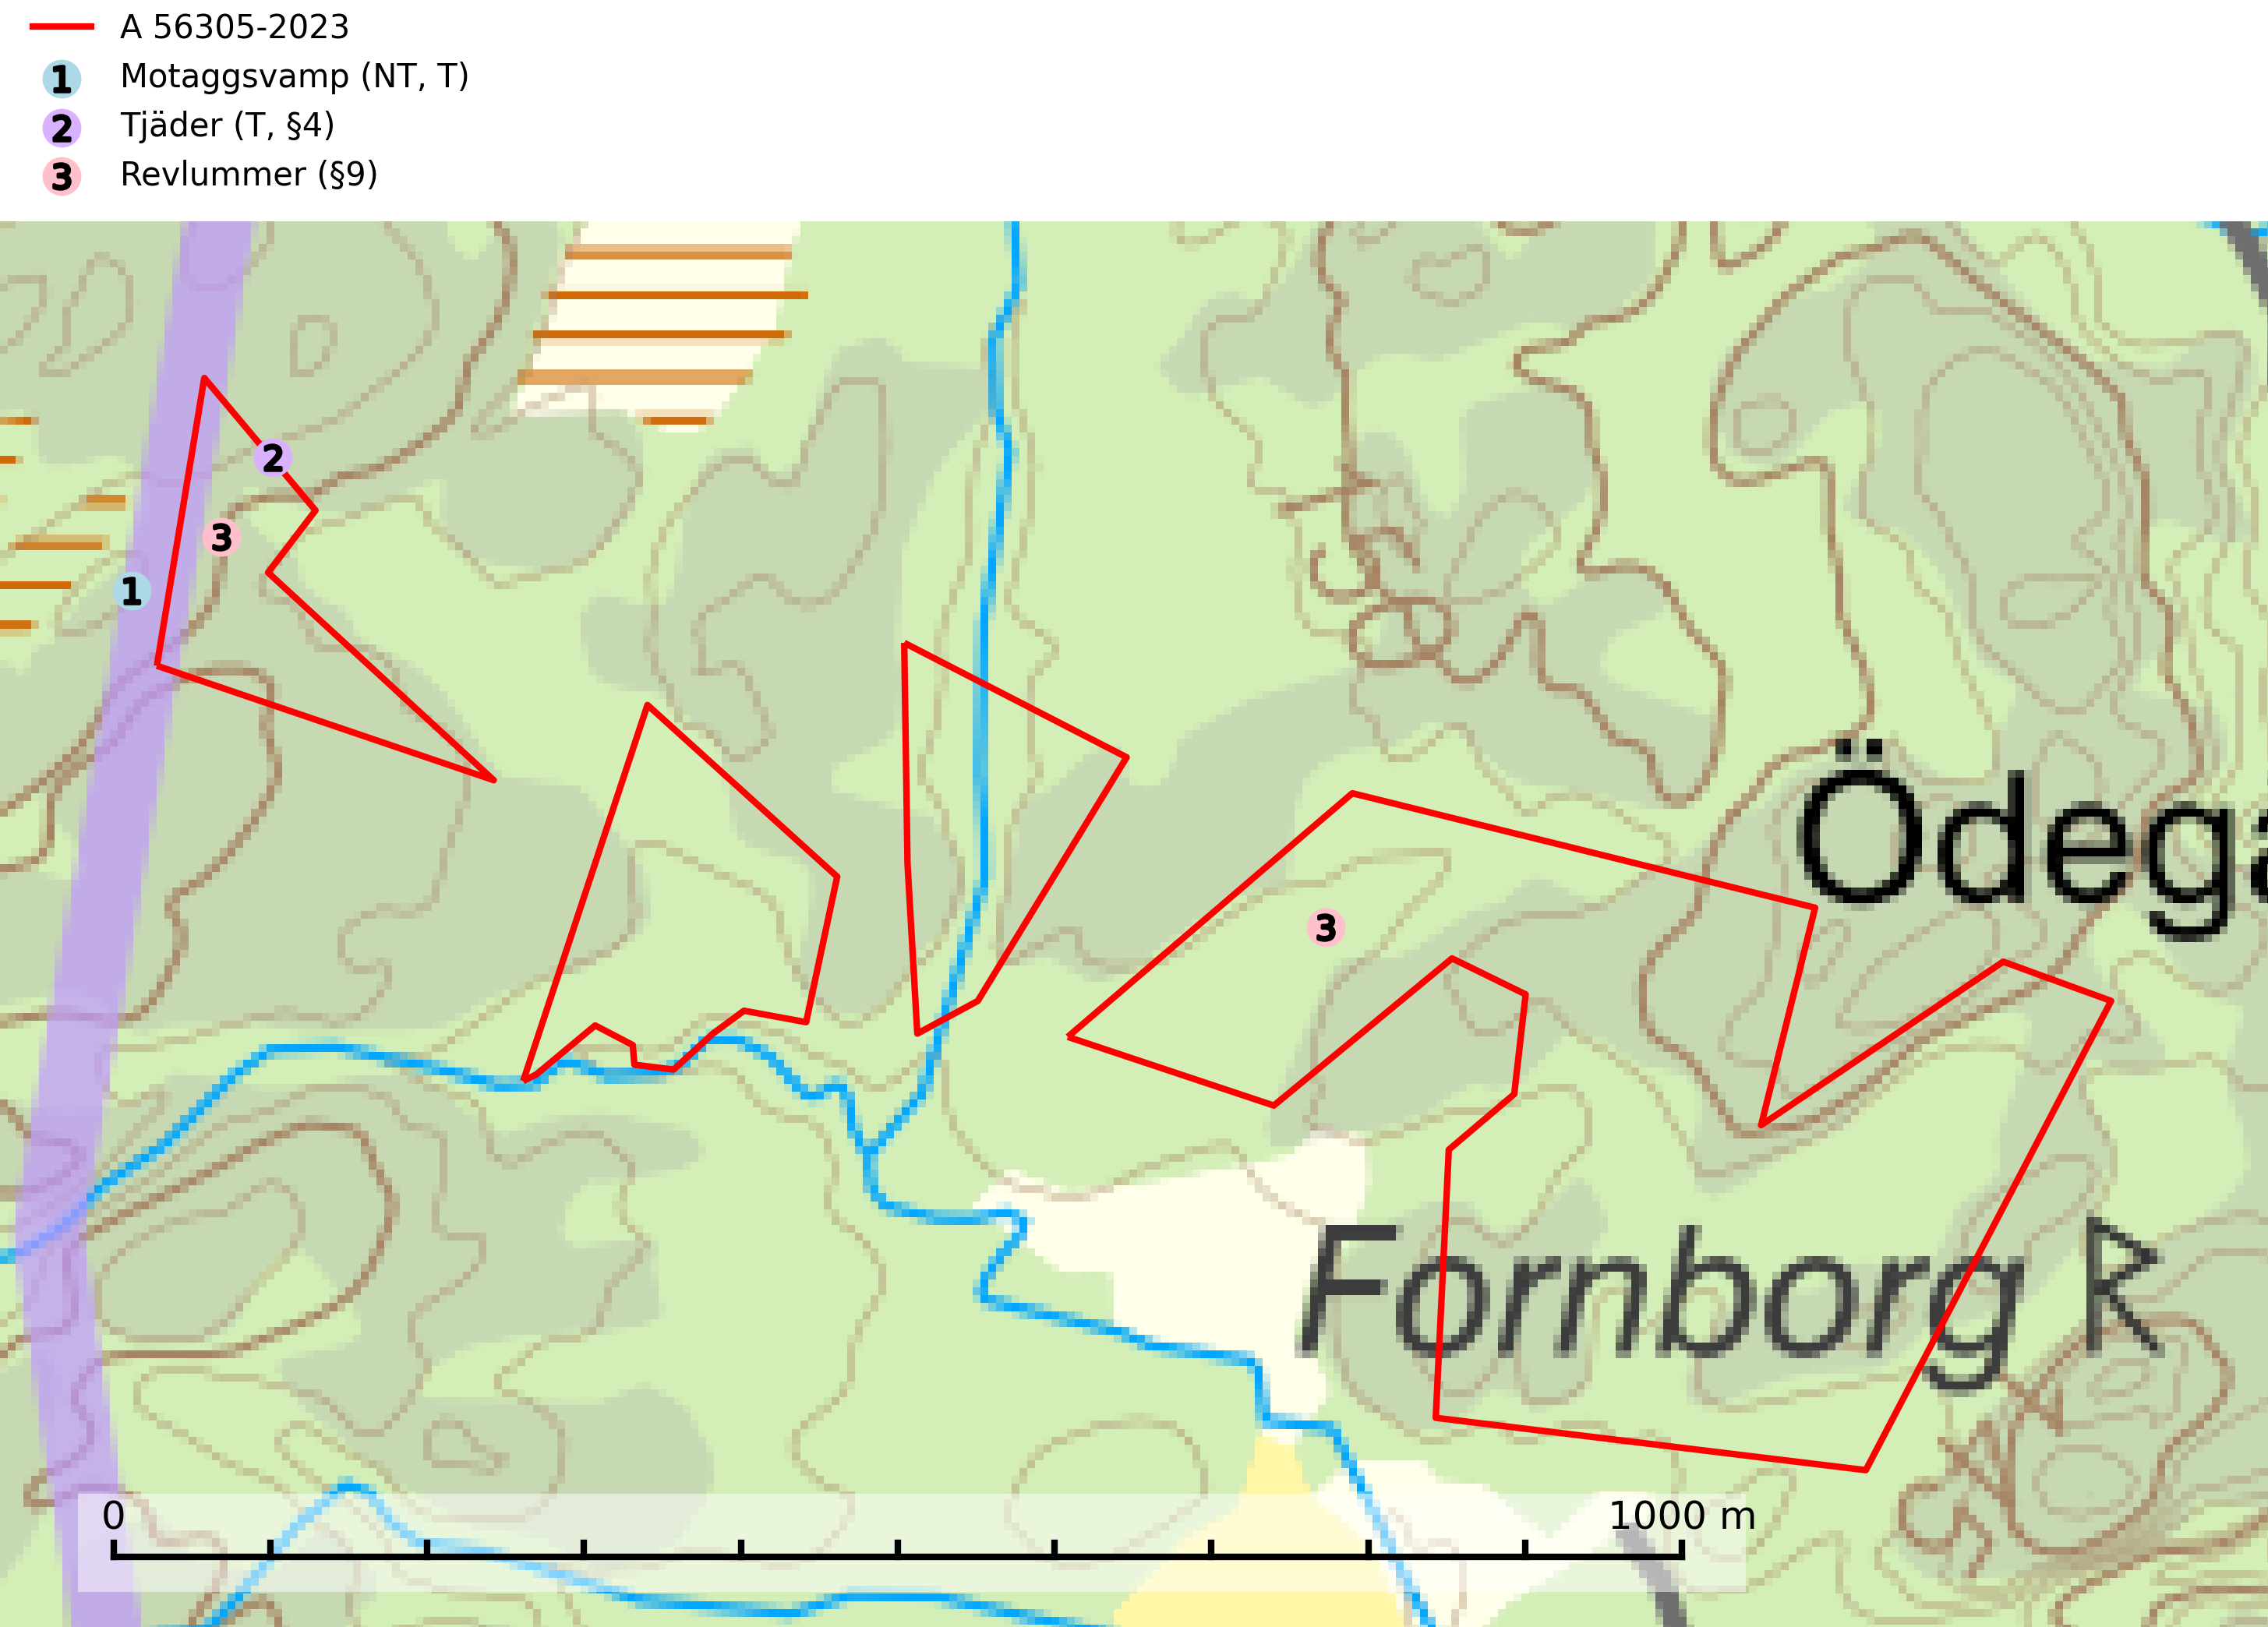 A 56305-2023
1 Motaggsvamp (NT, T)
2 Tjäder (T, §4)
3 Revlummer (§9)
2
3
1
Ödega
3
Fornborg
0 1000 m